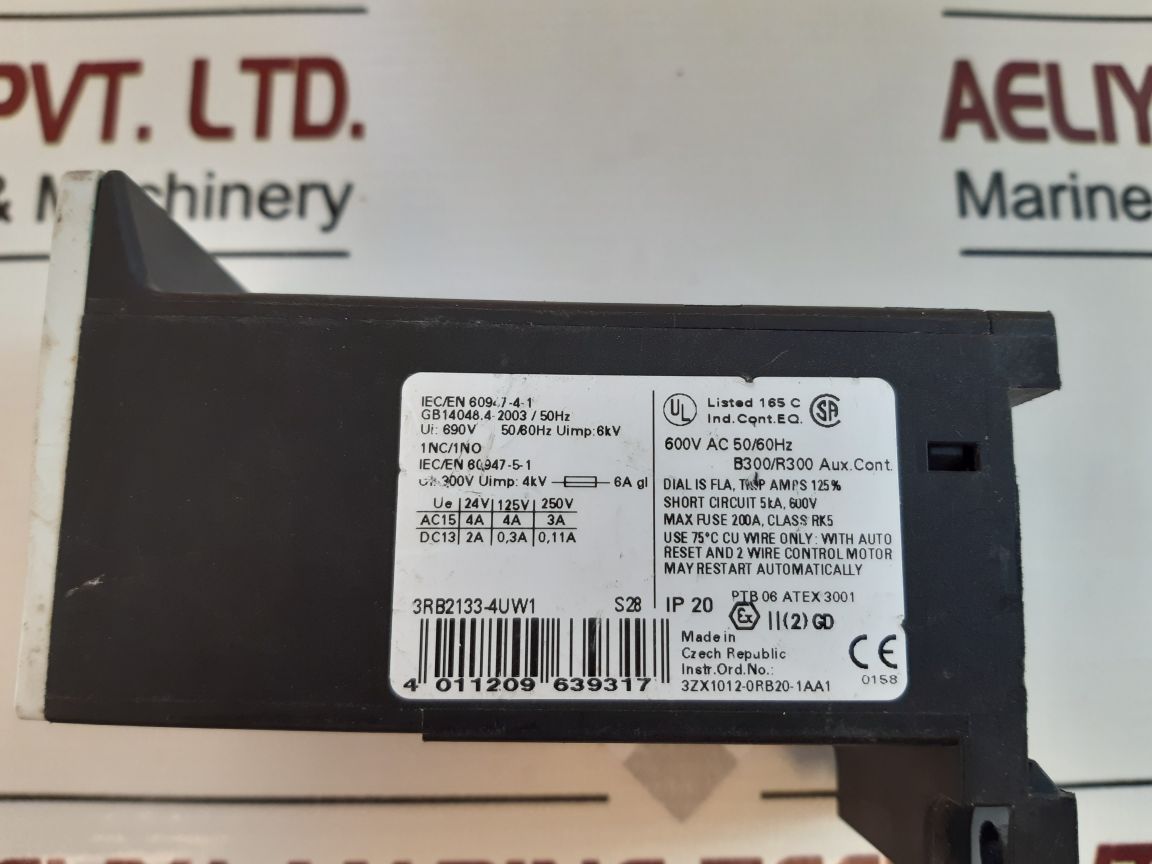 PVT. LTD.
& M chinery
AELIY
Marine
IEC/EN 60947-4-1
GB14048.4-2003 / 50Hz
Ui: 690V 50/60Hz Uimp:6kV
1NC/1NO
IEC/EN 60947-5-1
Ui: 300V Uimp: 4kV 6A gl
Ue 24V 125V 250V
AC15 4A 4A 3A
DC13 2A 0,3A 0,11A
3RB2133-4UW1 S28
4 011209 639317
UL Listed 165 C SA
Ind.Cont.EQ.
600V AC 50/60Hz
B300/R300 Aux.Cont.
DIAL IS FLA, TRIP AMPS 125%
SHORT CIRCUIT 5kA, 600V
MAX FUSE 200A, CLASS RK5
USE 75°C CU WIRE ONLY: WITH AUTO
RESET AND 2 WIRE CONTROL MOTOR
MAY RESTART AUTOMATICALLY
IP 20 PTB 06 ATEX 3001
Ex II(2) GD
Made in
Czech Republic
Instr.Ord.No.:
3ZX1012-0RB20-1AA1
CE
0158